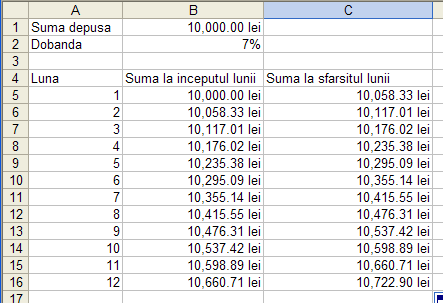 A B C
1 Suma depusa 10,000.00 lei
2 Dobanda 7%
3
4 Luna Suma la inceputul lunii Suma la sfarsitul lunii
5 1 10,000.00 lei 10,058.33 lei
6 2 10,058.33 lei 10,117.01 lei
7 3 10,117.01 lei 10,176.02 lei
8 4 10,176.02 lei 10,235.38 lei
9 5 10,235.38 lei 10,295.09 lei
10 6 10,295.09 lei 10,355.14 lei
11 7 10,355.14 lei 10,415.55 lei
12 8 10,415.55 lei 10,476.31 lei
13 9 10,476.31 lei 10,537.42 lei
14 10 10,537.42 lei 10,598.89 lei
15 11 10,598.89 lei 10,660.71 lei
16 12 10,660.71 lei 10,722.90 lei
17